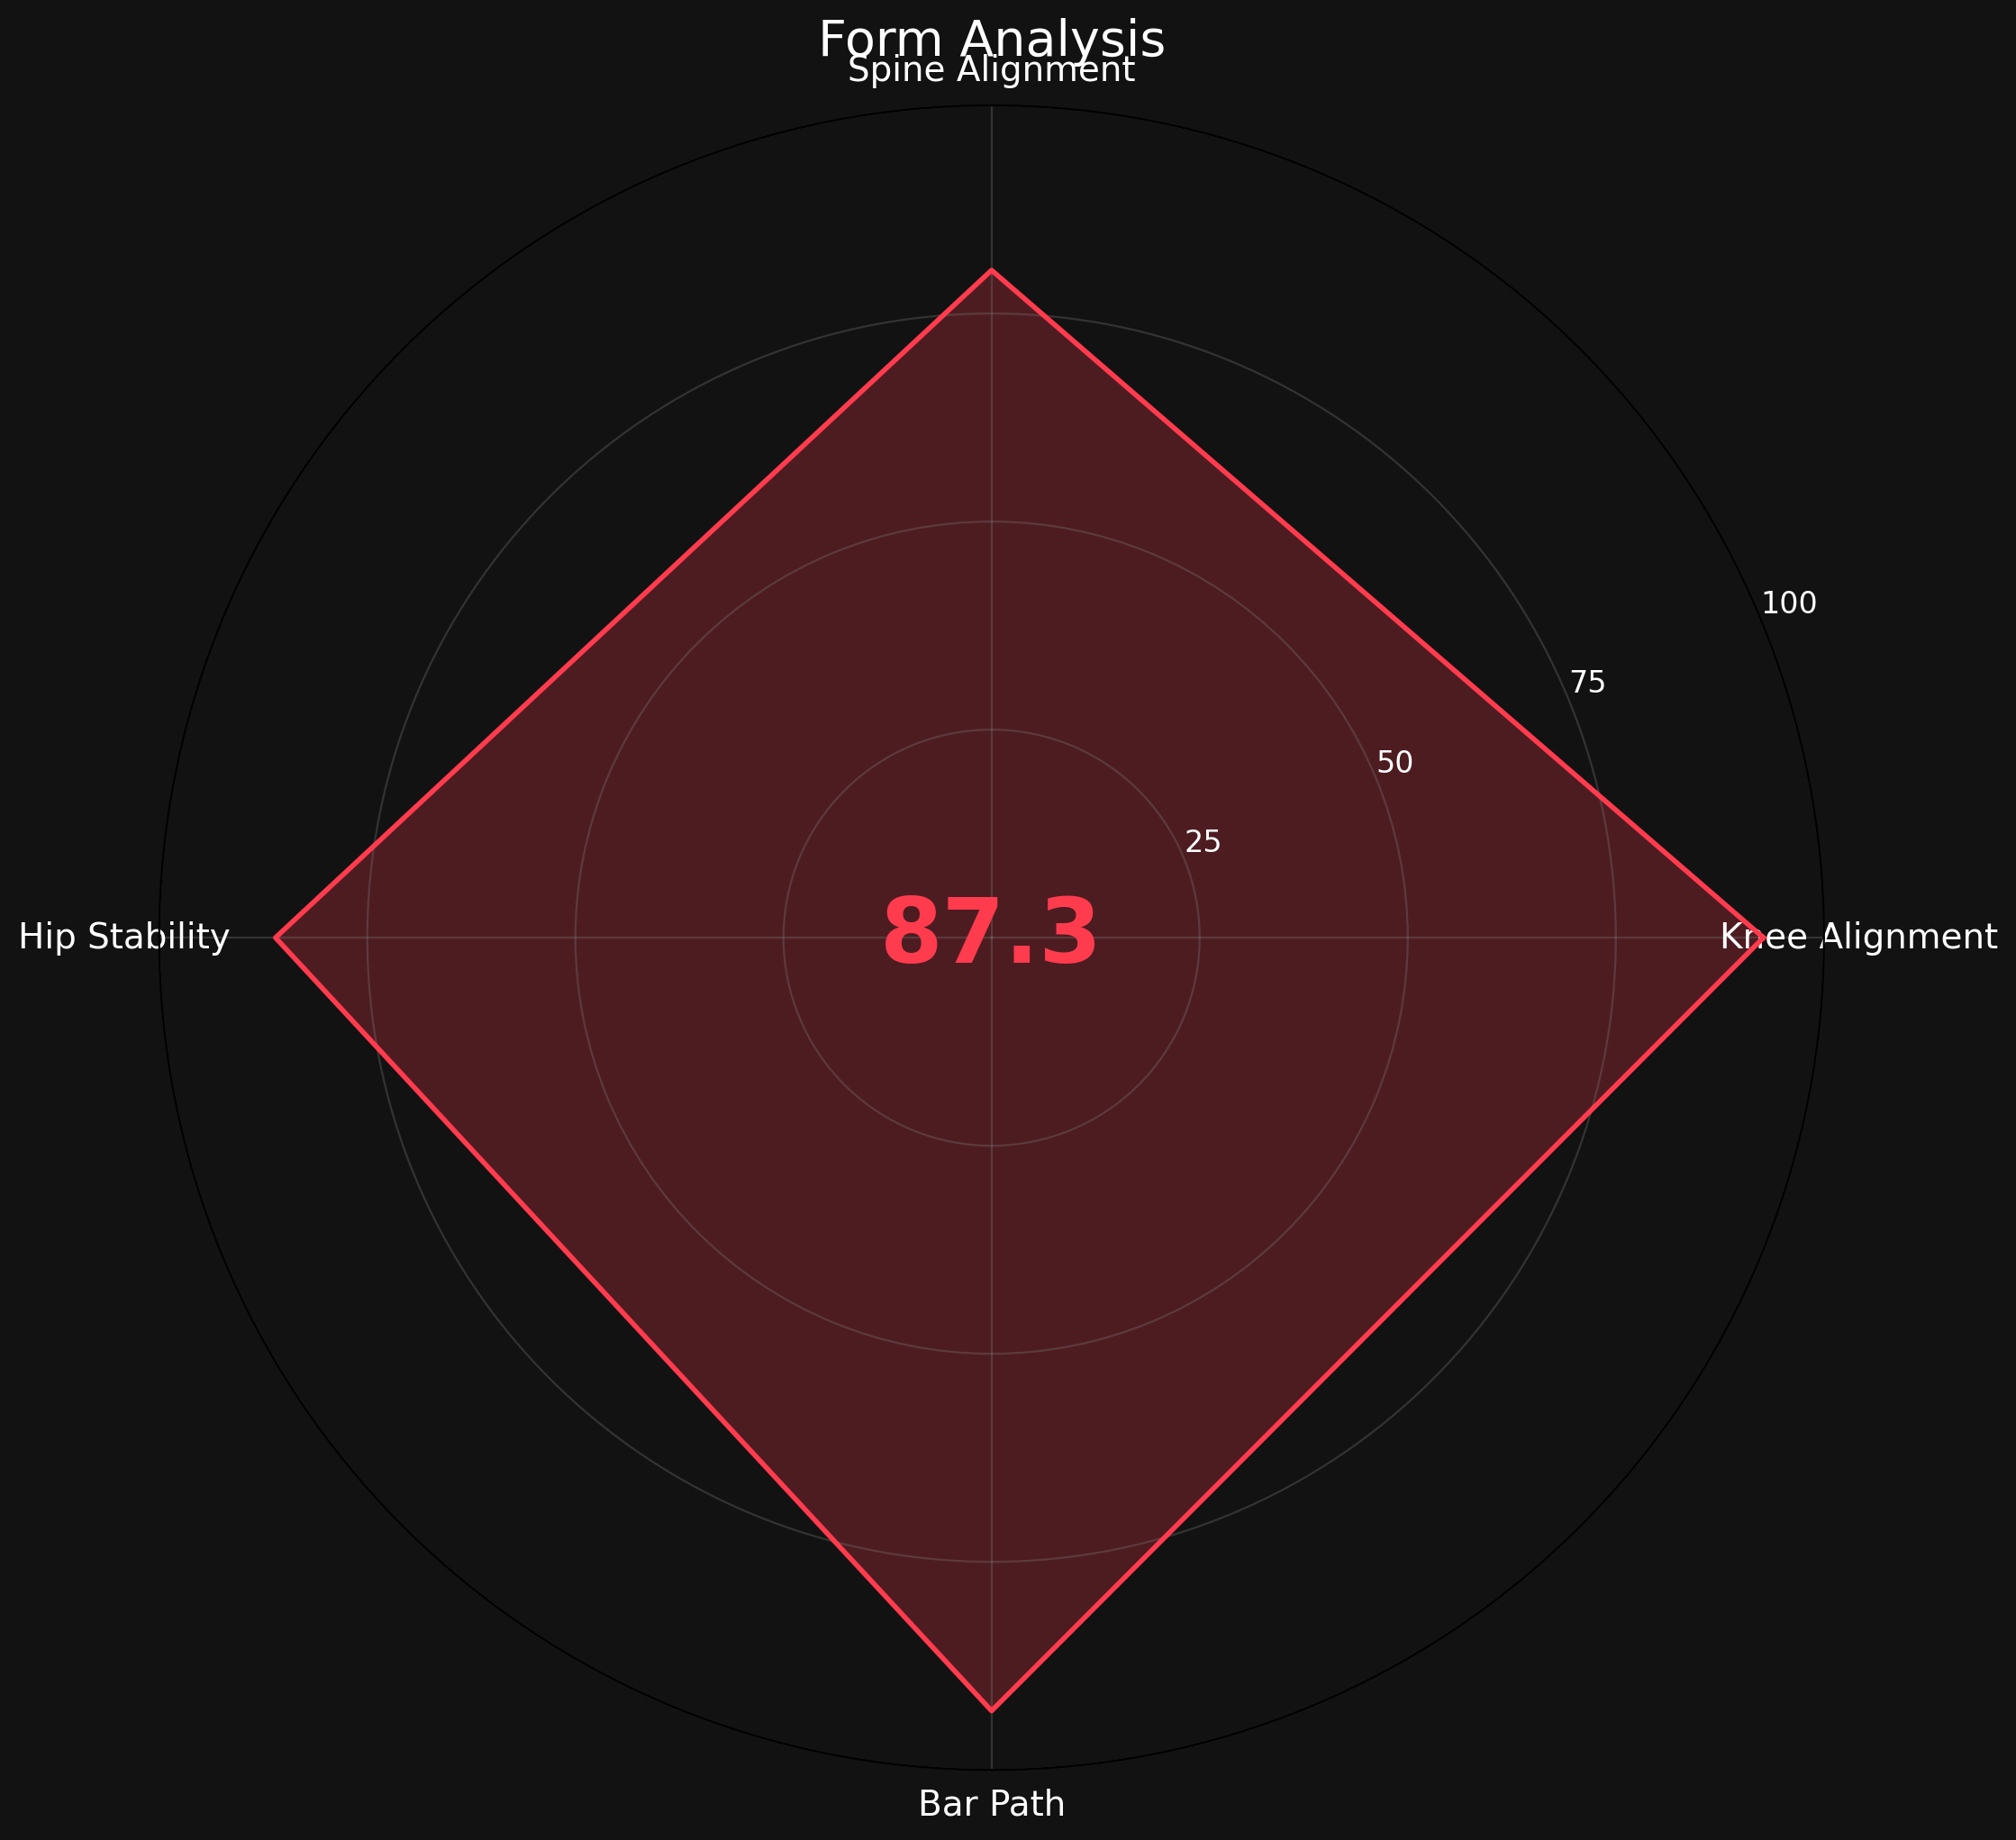 Form Analysis
Spine Alignment
100
75
50
25
87.3
Hip Stability
Knee Alignment
Bar Path